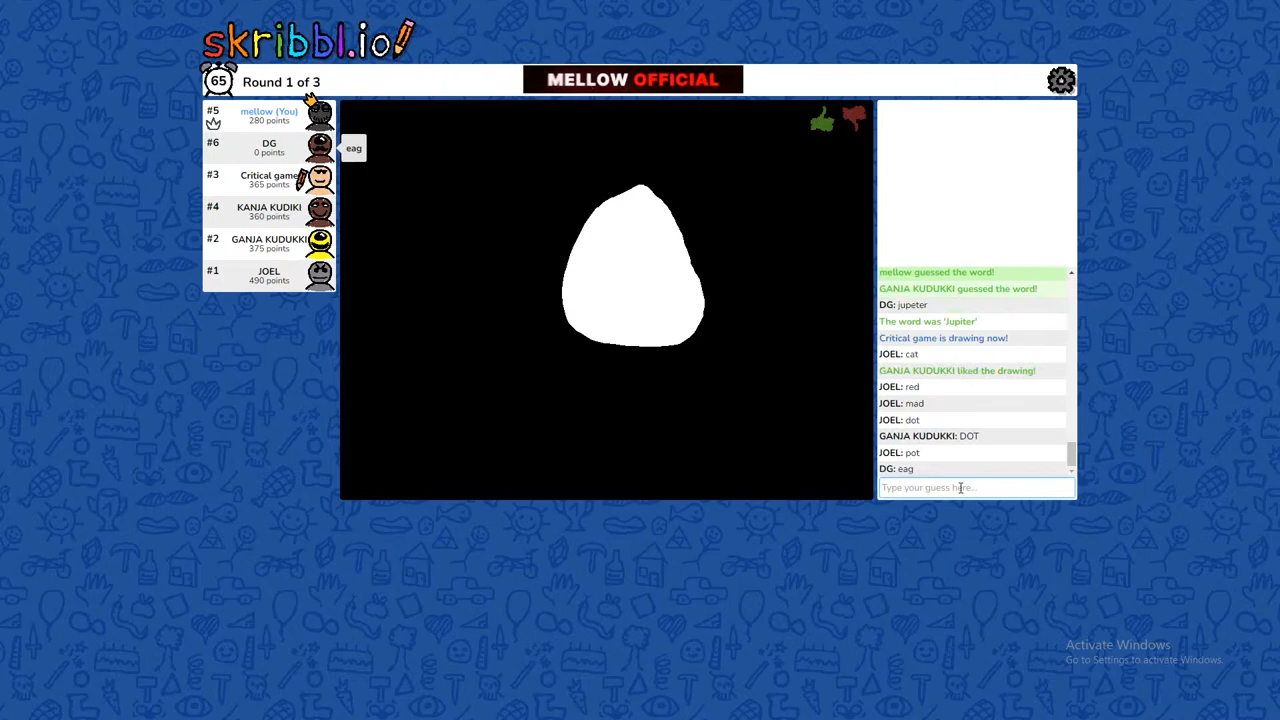 skribbl.io
65
Round 1 of 3
MELLOW OFFICIAL
#5
mellow (You)
280 points
#6
DG
0 points
eag
#3
Critical game
365 points
#4
KANJA KUDIKI
360 points
#2
GANJA KUDUKKI
375 points
#1
JOEL
490 points
mellow guessed the word!
GANJA KUDUKKI guessed the word!
DG: jupeter
The word was 'Jupiter'
Critical game is drawing now!
JOEL: cat
GANJA KUDUKKI liked the drawing!
JOEL: red
JOEL: mad
JOEL: dot
GANJA KUDUKKI: DOT
JOEL: pot
DG: eag
Type your guess here...
Activate Windows
Go to Settings to activate Windows.